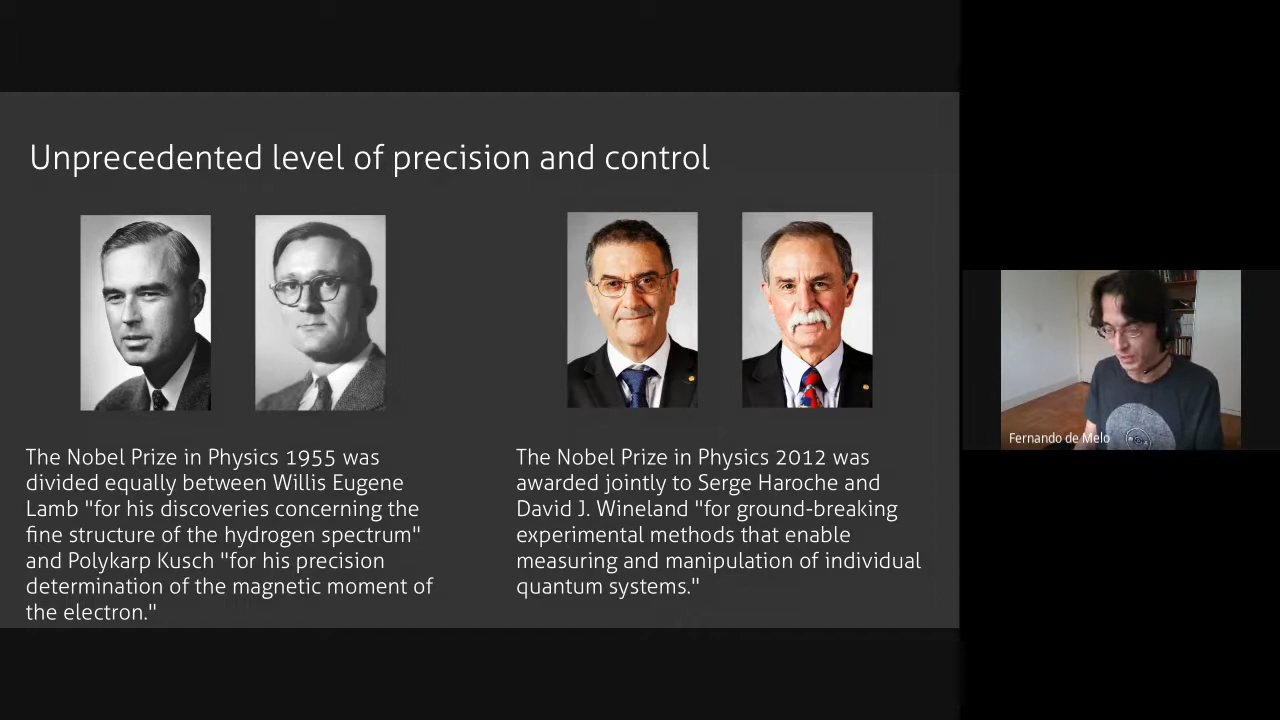 Unprecedented level of precision and control
The Nobel Prize in Physics 1955 was
divided equally between Willis Eugene
Lamb "for his discoveries concerning the
fine structure of the hydrogen spectrum"
and Polykarp Kusch "for his precision
determination of the magnetic moment of
the electron."
The Nobel Prize in Physics 2012 was
awarded jointly to Serge Haroche and
David J. Wineland "for ground-breaking
experimental methods that enable
measuring and manipulation of individual
quantum systems."
Fernando de Melo